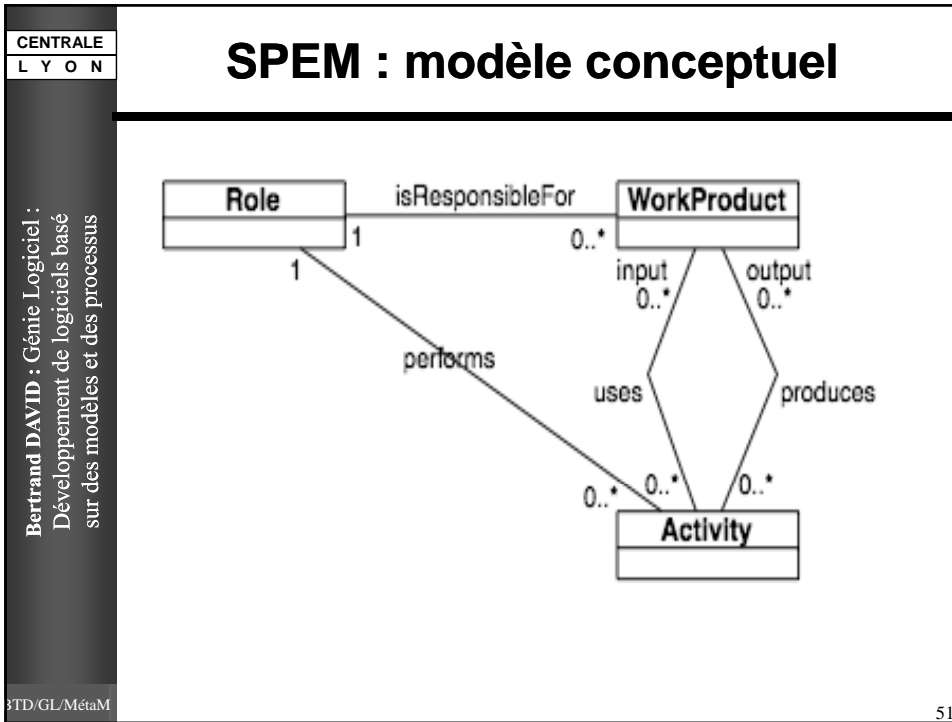 CENTRALE
L Y O N
SPEM : modèle conceptuel
Bertrand DAVID : Génie Logiciel :
Développement de logiciels basé
sur des modèles et des processus
Role
isResponsibleFor
WorkProduct
1
0..*
1
input
output
0..*
0..*
performs
uses
produces
0..*
0..*
0..*
Activity
BTD/GL/MétaM
51